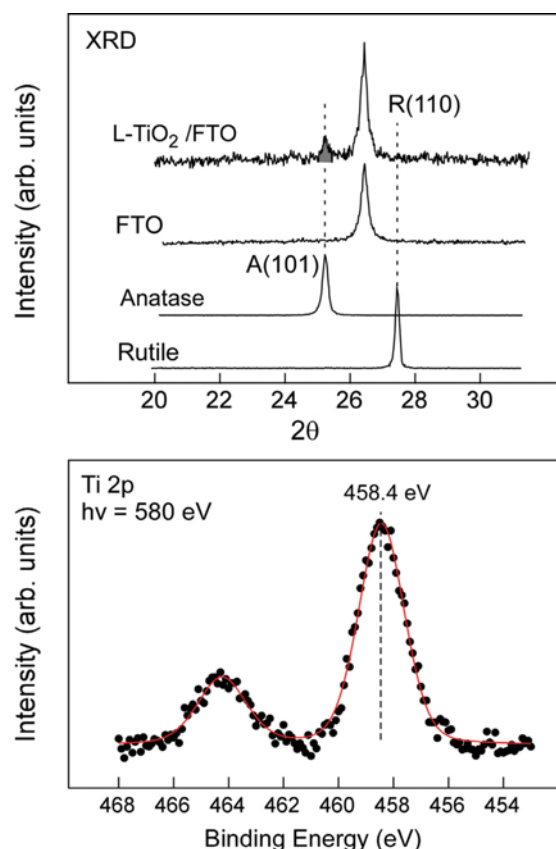 XRD
R(110)
L-TiO₂ /FTO
FTO
A(101)
Anatase
Rutile
Intensity (arb. units)
20 22 24 26 28 30
2θ
Ti 2p
hν = 580 eV
458.4 eV
Intensity (arb. units)
468 466 464 462 460 458 456 454
Binding Energy (eV)